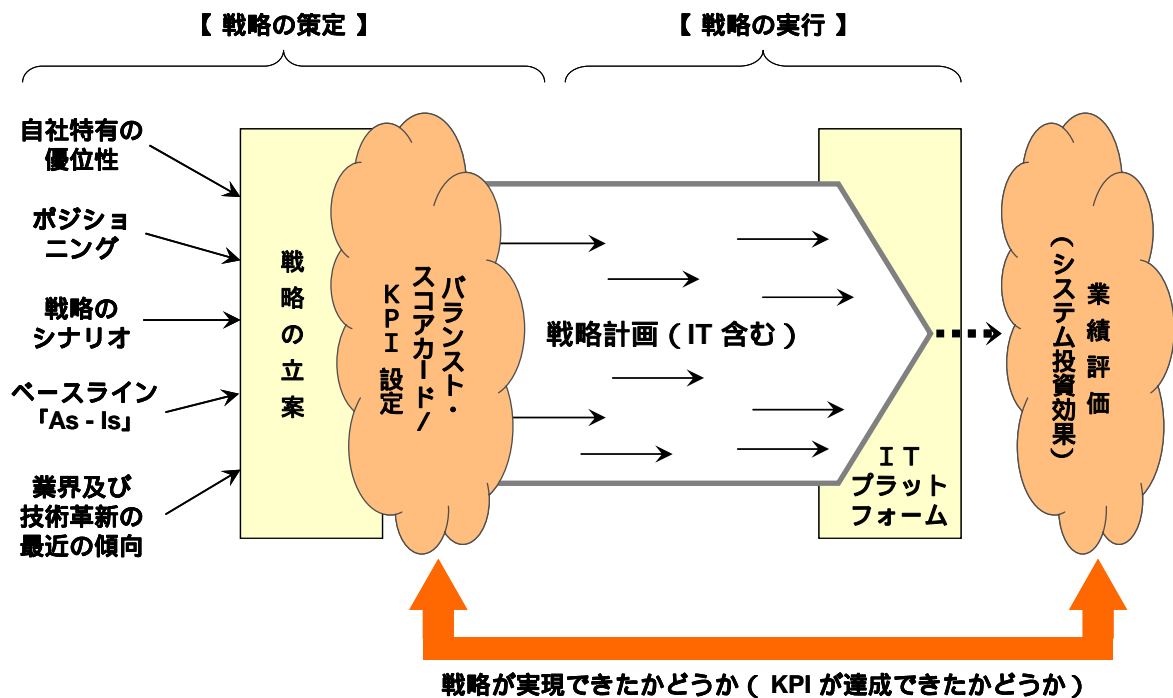 【 戦略の策定 】
【 戦略の実行 】
自社特有の
優位性
ポジショ
ニング
戦略の
シナリオ
ベースライン
「As - Is」
業界及び
技術革新の
最近の傾向
戦略の立案
バランスト・
スコアカード/
KPI 設定
戦略計画（ IT 含む ）
ＩＴ
プラット
フォーム
業績評価
（システム投資効果）
戦略が実現できたかどうか（ KPI が達成できたかどうか ）